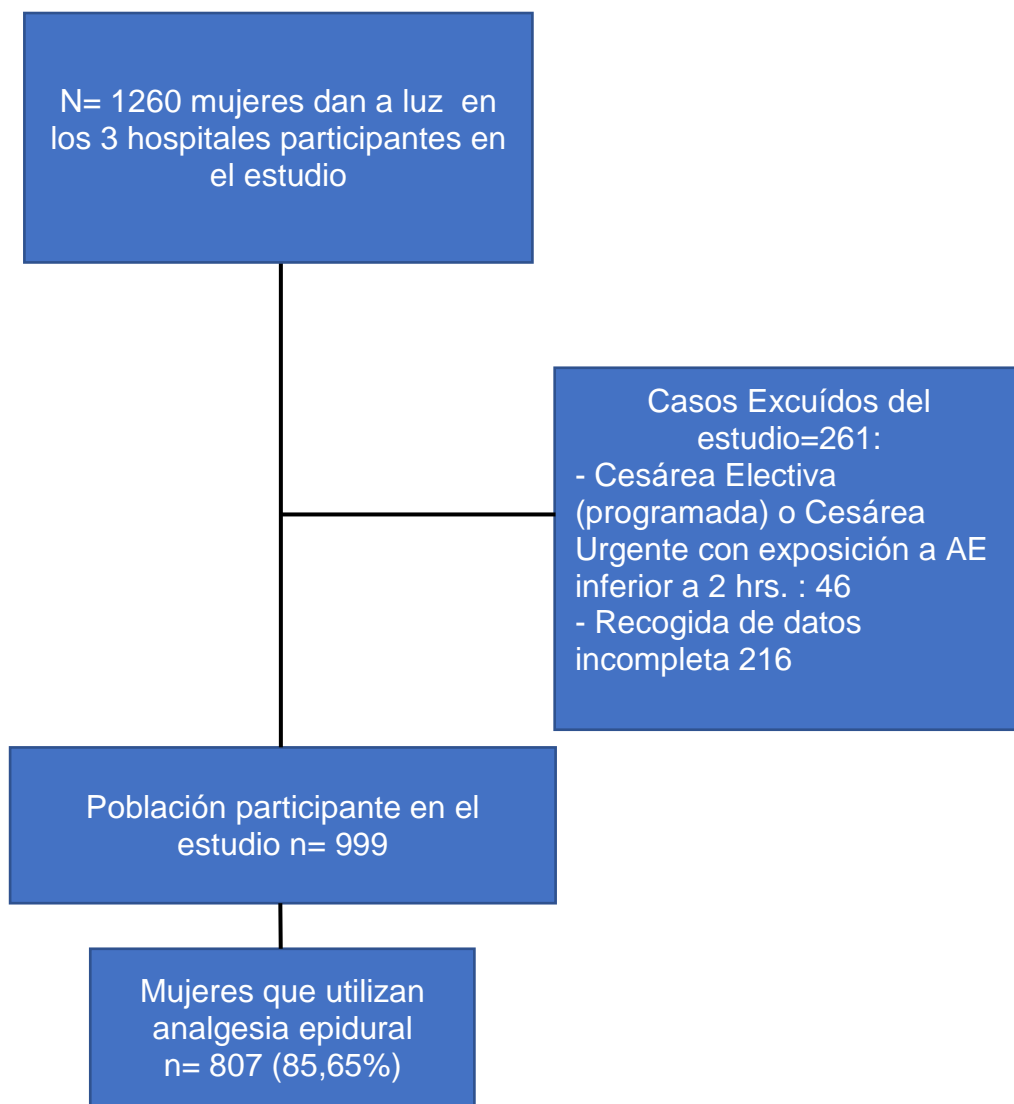 N= 1260 mujeres dan a luz en
los 3 hospitales participantes en
el estudio
Casos Excuídos del
estudio=261:
- Cesárea Electiva
(programada) o Cesárea
Urgente con exposición a AE
inferior a 2 hrs. : 46
- Recogida de datos
incompleta 216
Población participante en el
estudio n= 999
Mujeres que utilizan
analgesia epidural
n= 807 (85,65%)